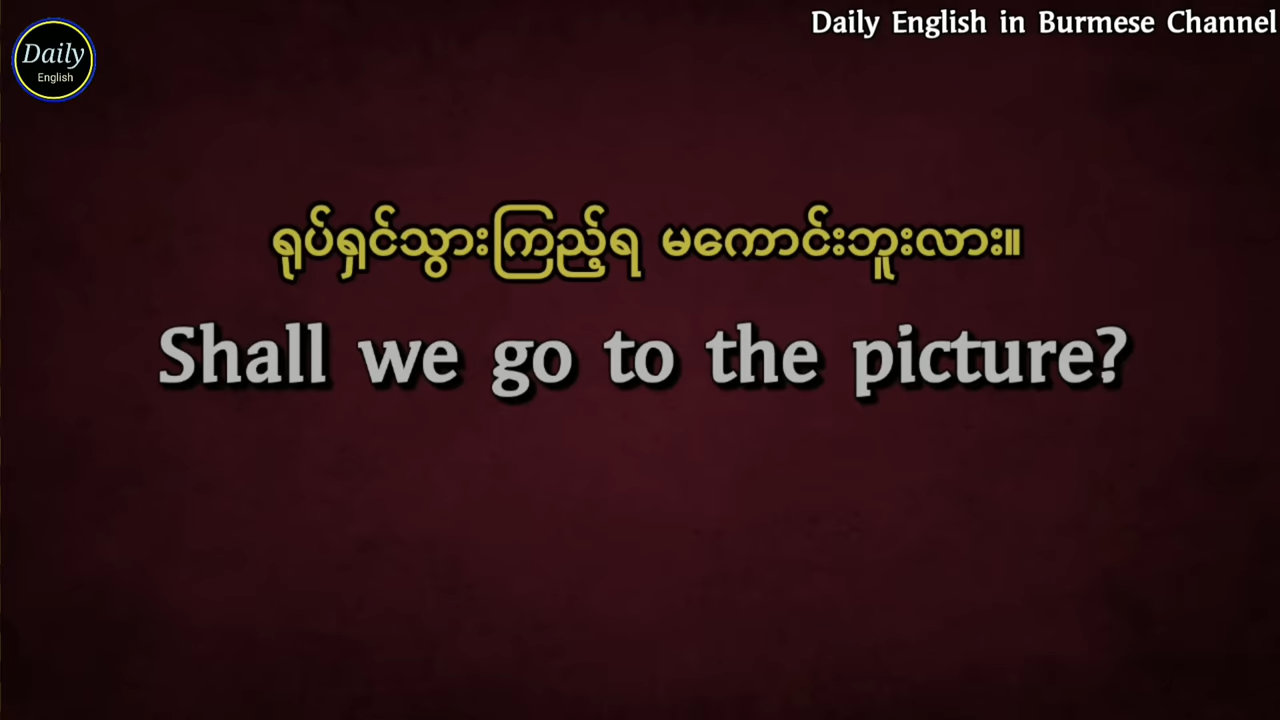 Daily English in Burmese Channel
Daily
English
ရုပ်ရှင်သွားကြည့်ရ မကောင်းဘူးလား။
Shall we go to the picture?